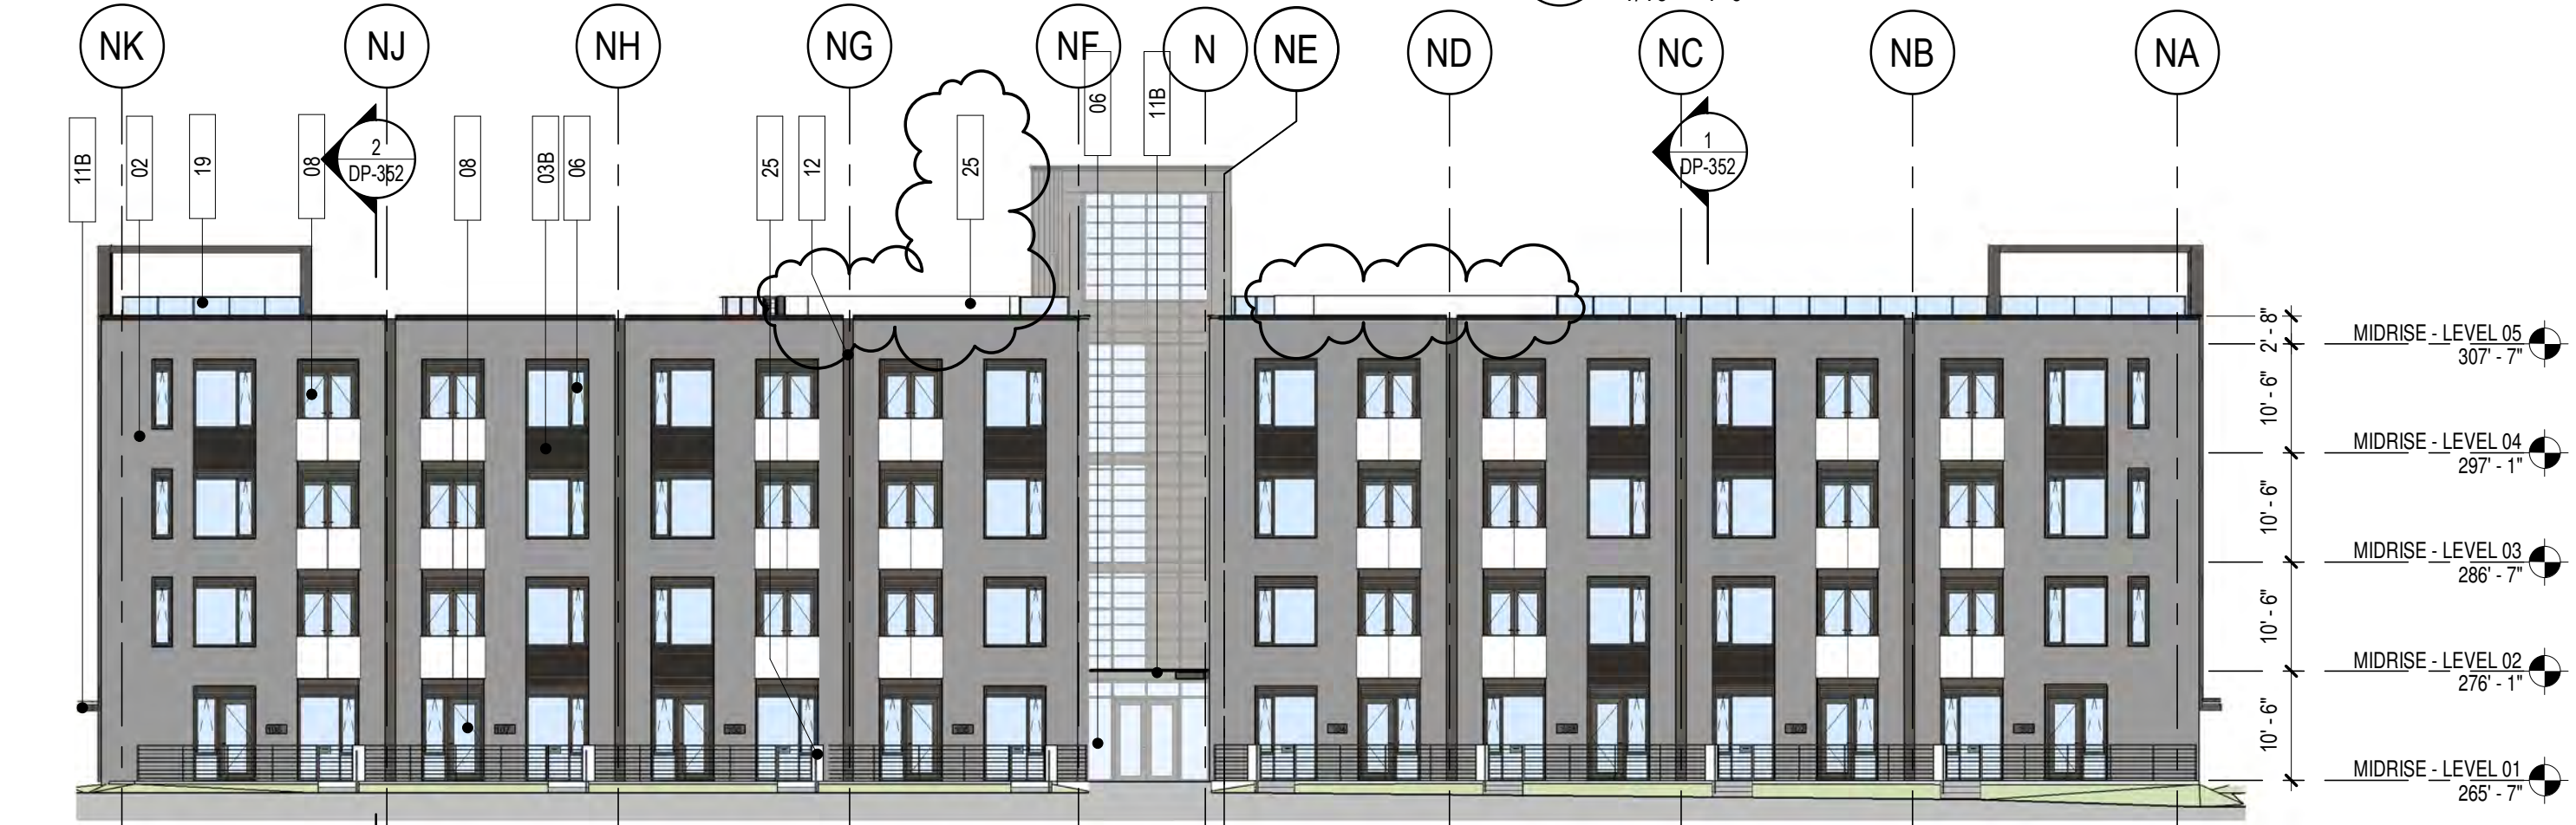 NK
NJ
NH
NG
NF
N
NE
ND
NC
NB
NA
11B
02
19
08
2
DP-352
08
03B
06
25
12
25
06
11B
1
DP-352
2' - 8"
10' - 6"
10' - 6"
10' - 6"
10' - 6"
MIDRISE - LEVEL 05
307' - 7"
MIDRISE - LEVEL 04
297' - 1"
MIDRISE - LEVEL 03
286' - 7"
MIDRISE - LEVEL 02
276' - 1"
MIDRISE - LEVEL 01
265' - 7"